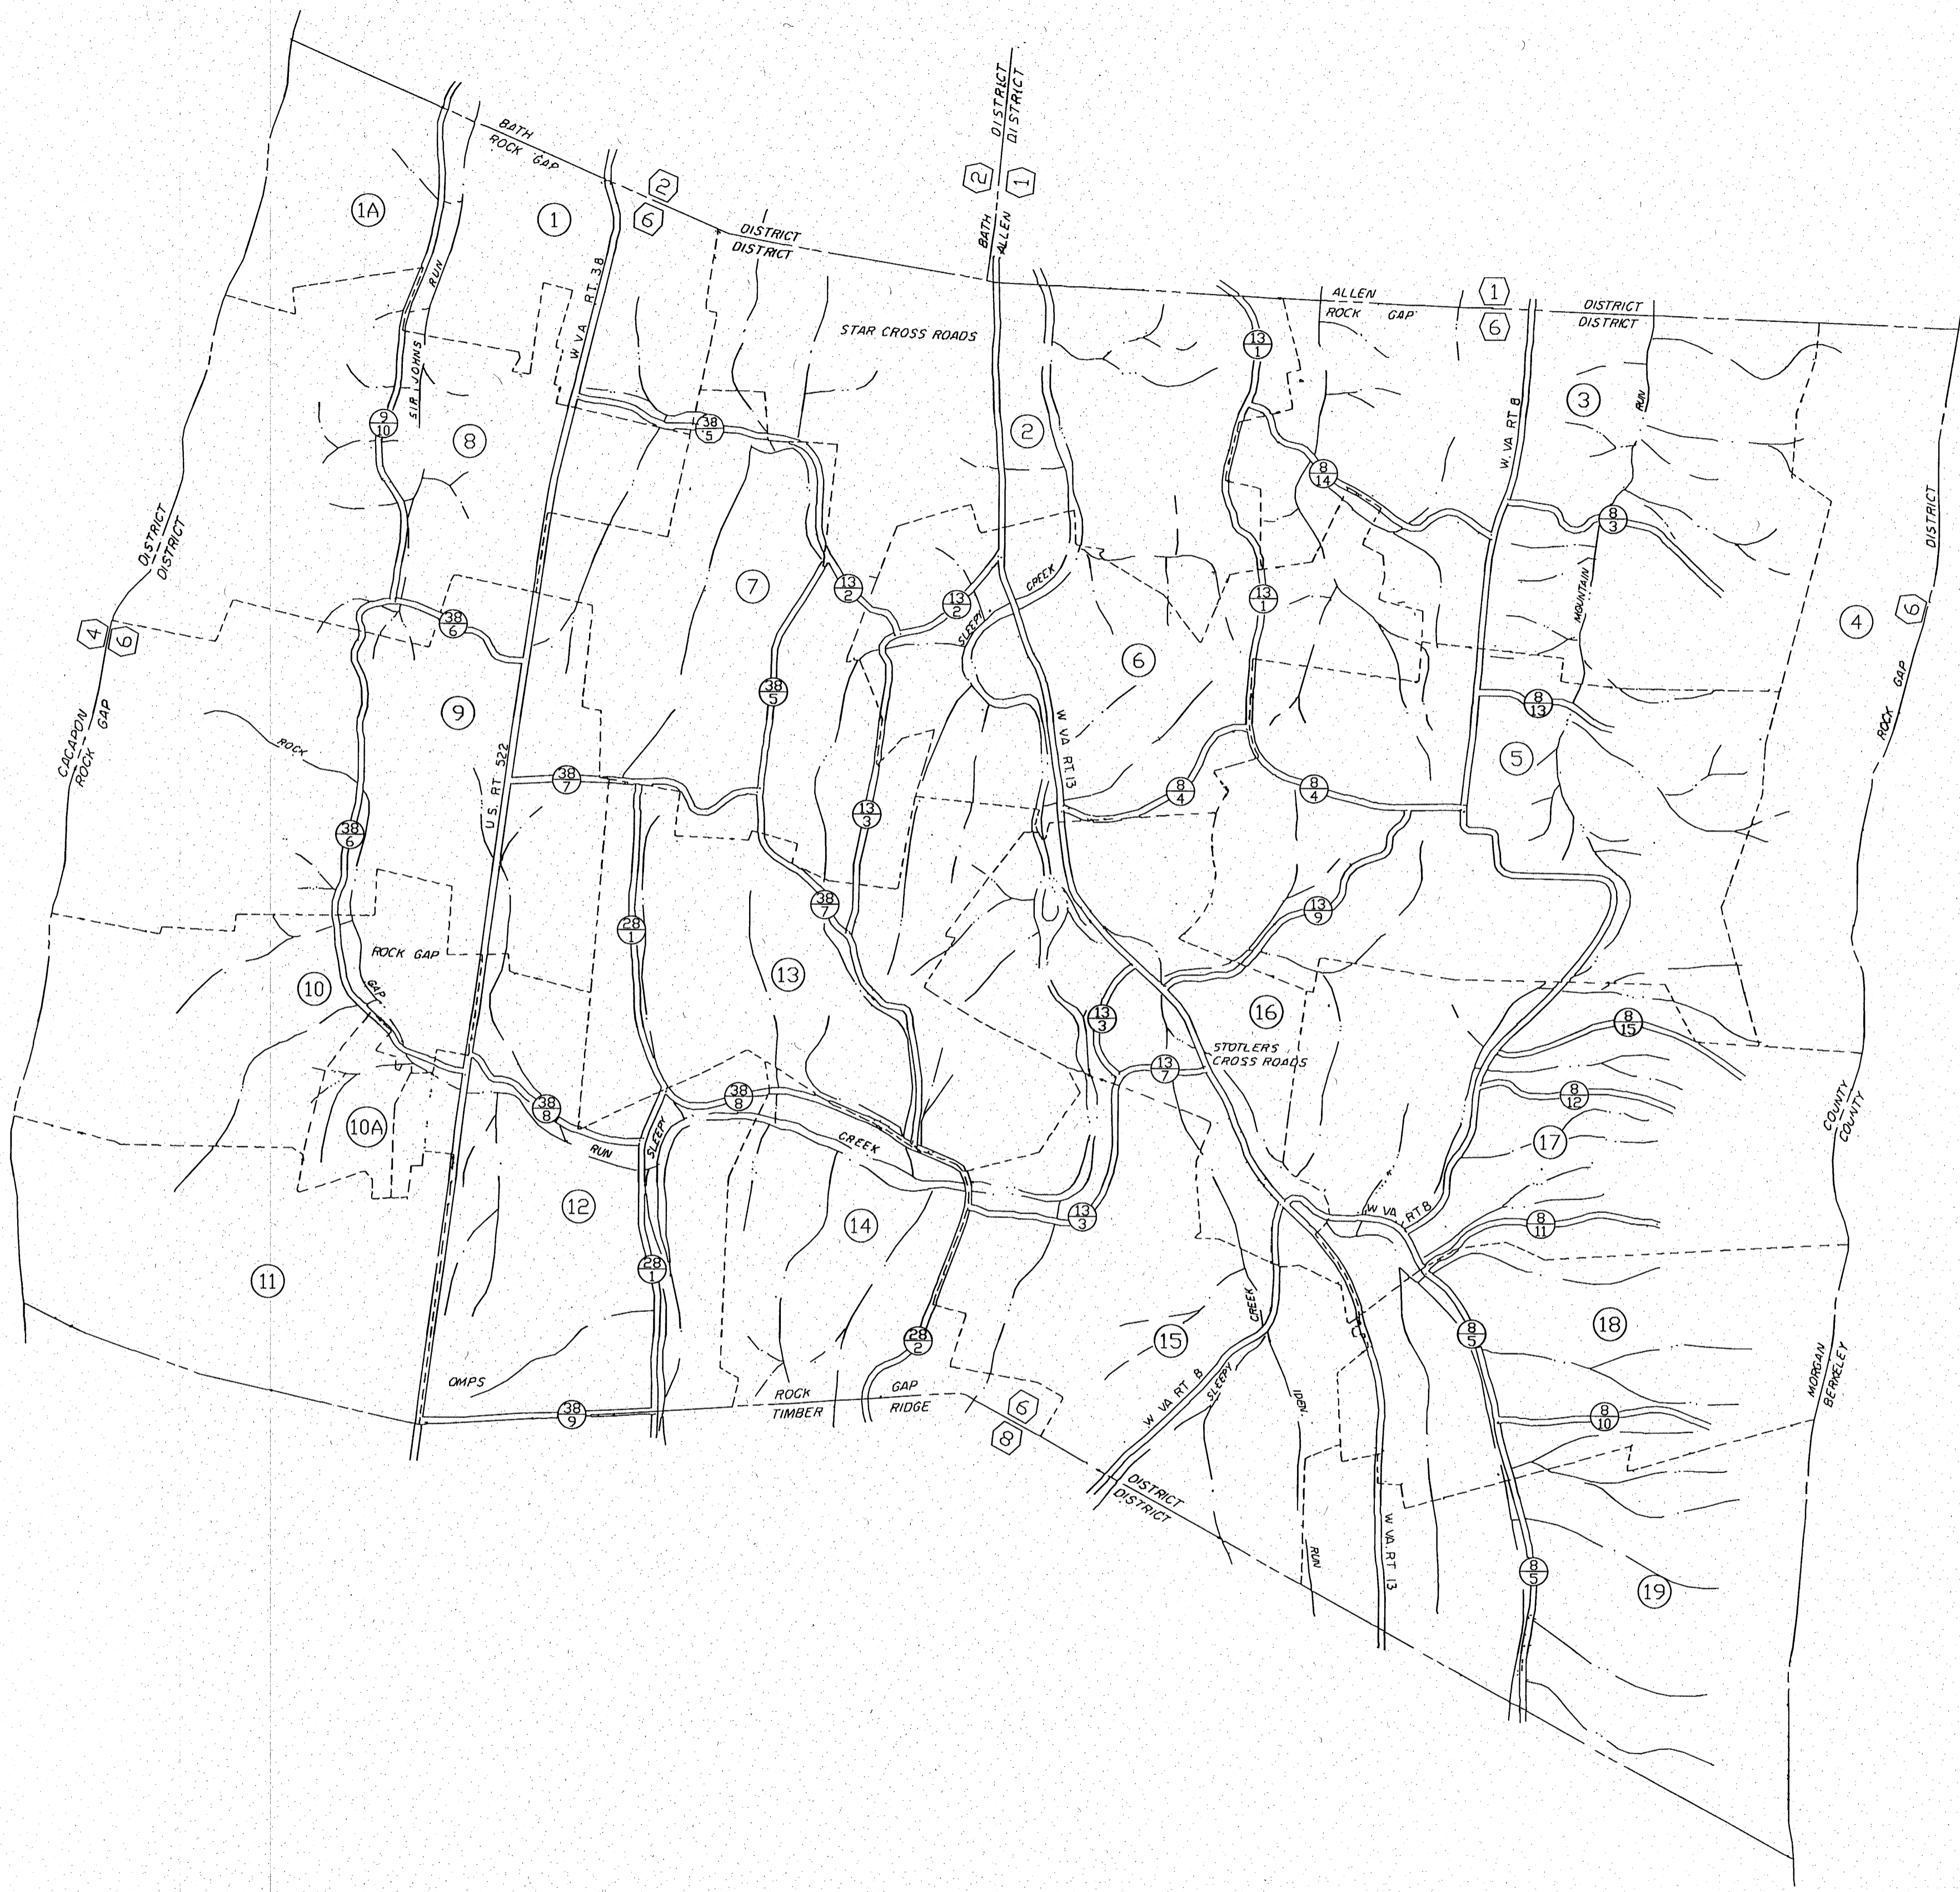 DISTRICT
DISTRICT
BATH
ROCK GAP
2
6
DISTRICT
DISTRICT
2
1
BATH
ALLEN
1A
1
RUN
W VA RT. 38
STAR CROSS ROADS
ALLEN
ROCK GAP
1
6
DISTRICT
DISTRICT
13
1
SIR JOHNS
9
10
8
38
5
2
W. VA RT 8
3
RUN
8
14
8
3
DISTRICT
DISTRICT
DISTRICT
4
6
38
6
7
13
2
13
2
SLEEPY
CREEK
13
1
MOUNTAIN
4
6
ROCK GAP
CACAPON
ROCK GAP
9
ROCK
38
5
6
W VA RT. 13
8
13
5
U S. RT 522
38
7
38
6
13
3
8
4
8
4
28
1
38
7
13
9
ROCK GAP
10
GAP
13
13
3
16
8
15
STOTLERS
CROSS ROADS
13
7
10A
38
8
38
8
RUN
SLEEPY
CREEK
8
12
17
COUNTY
COUNTY
12
14
13
3
W VA RT 8
8
11
11
28
1
28
2
15
CREEK
8
5
18
OMPS
38
9
ROCK GAP
TIMBER RIDGE
6
8
W VA RT 8
SLEEPY
IDEN
8
10
MORGAN
BERKELEY
DISTRICT
DISTRICT
RUN
W VA. RT 13
8
5
19